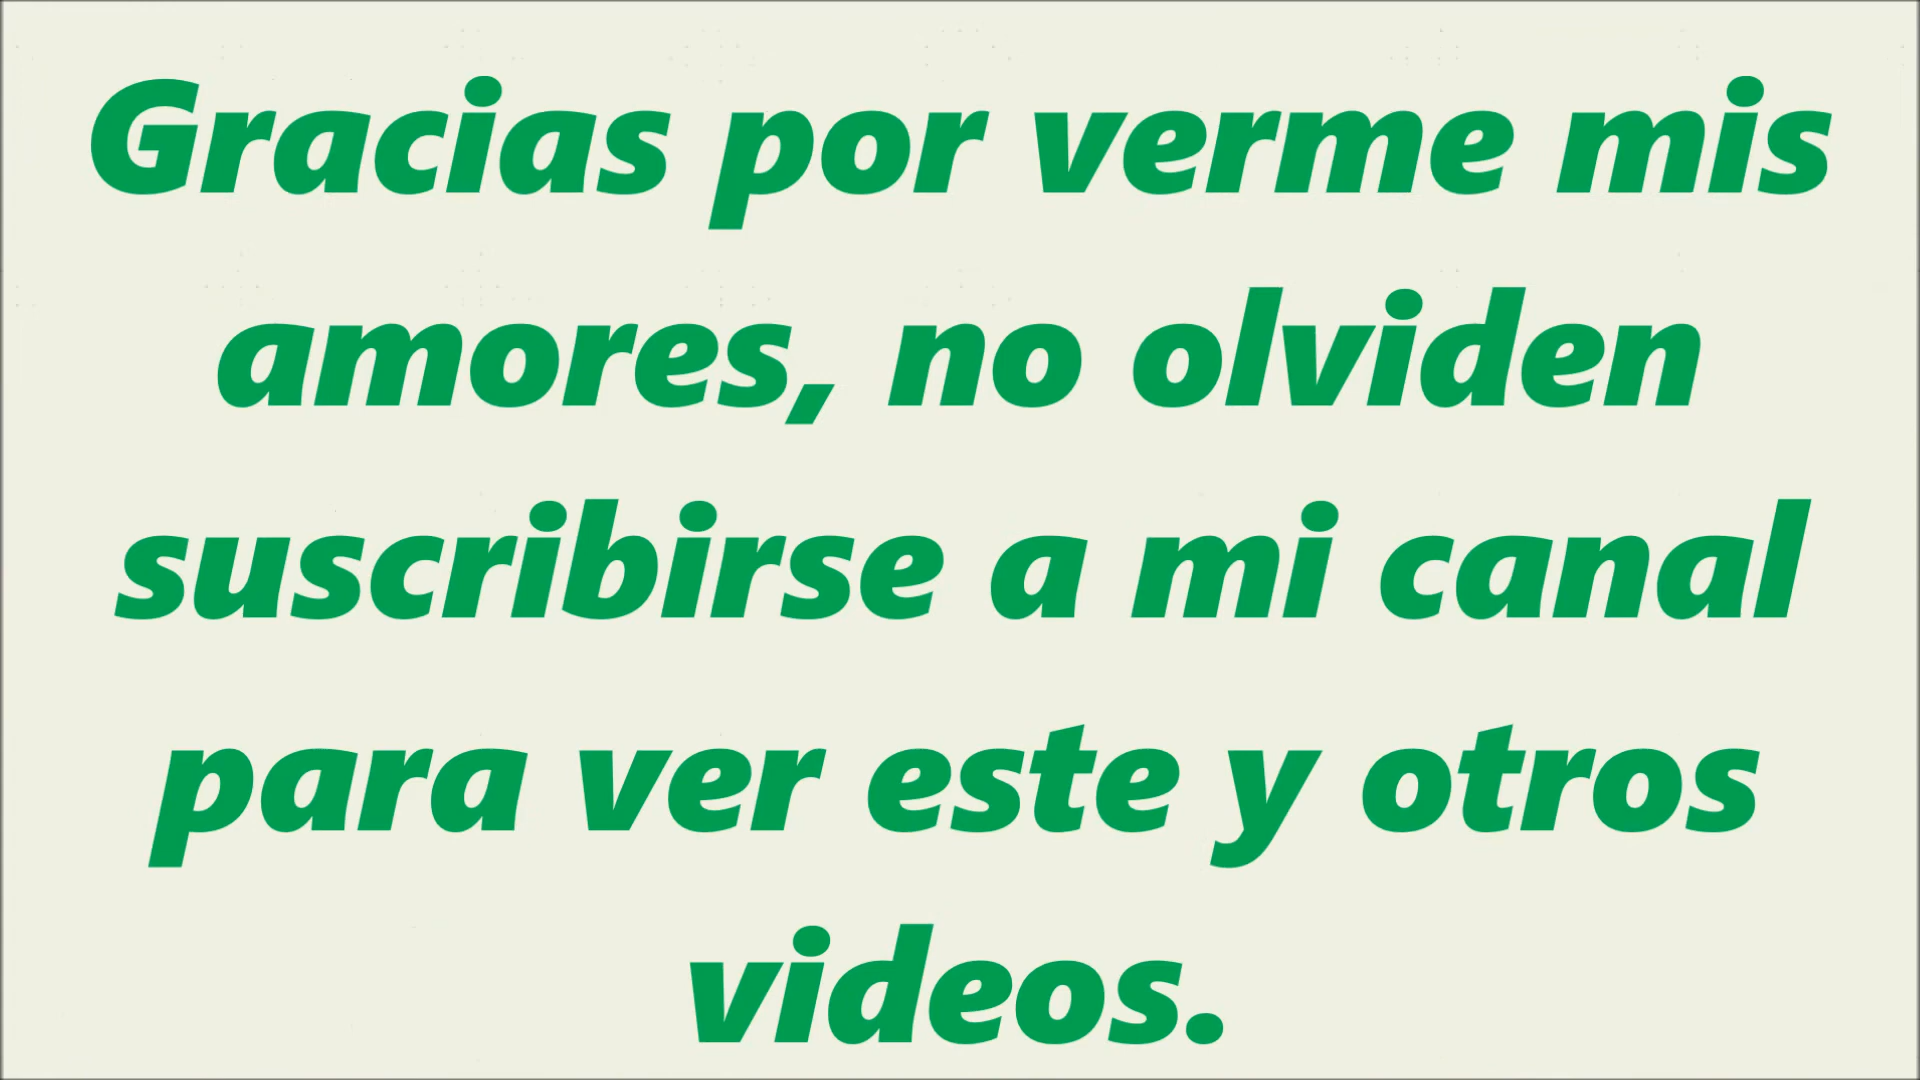 Gracias por verme mis
amores, no olviden
suscribirse a mi canal
para ver este y otros
videos.